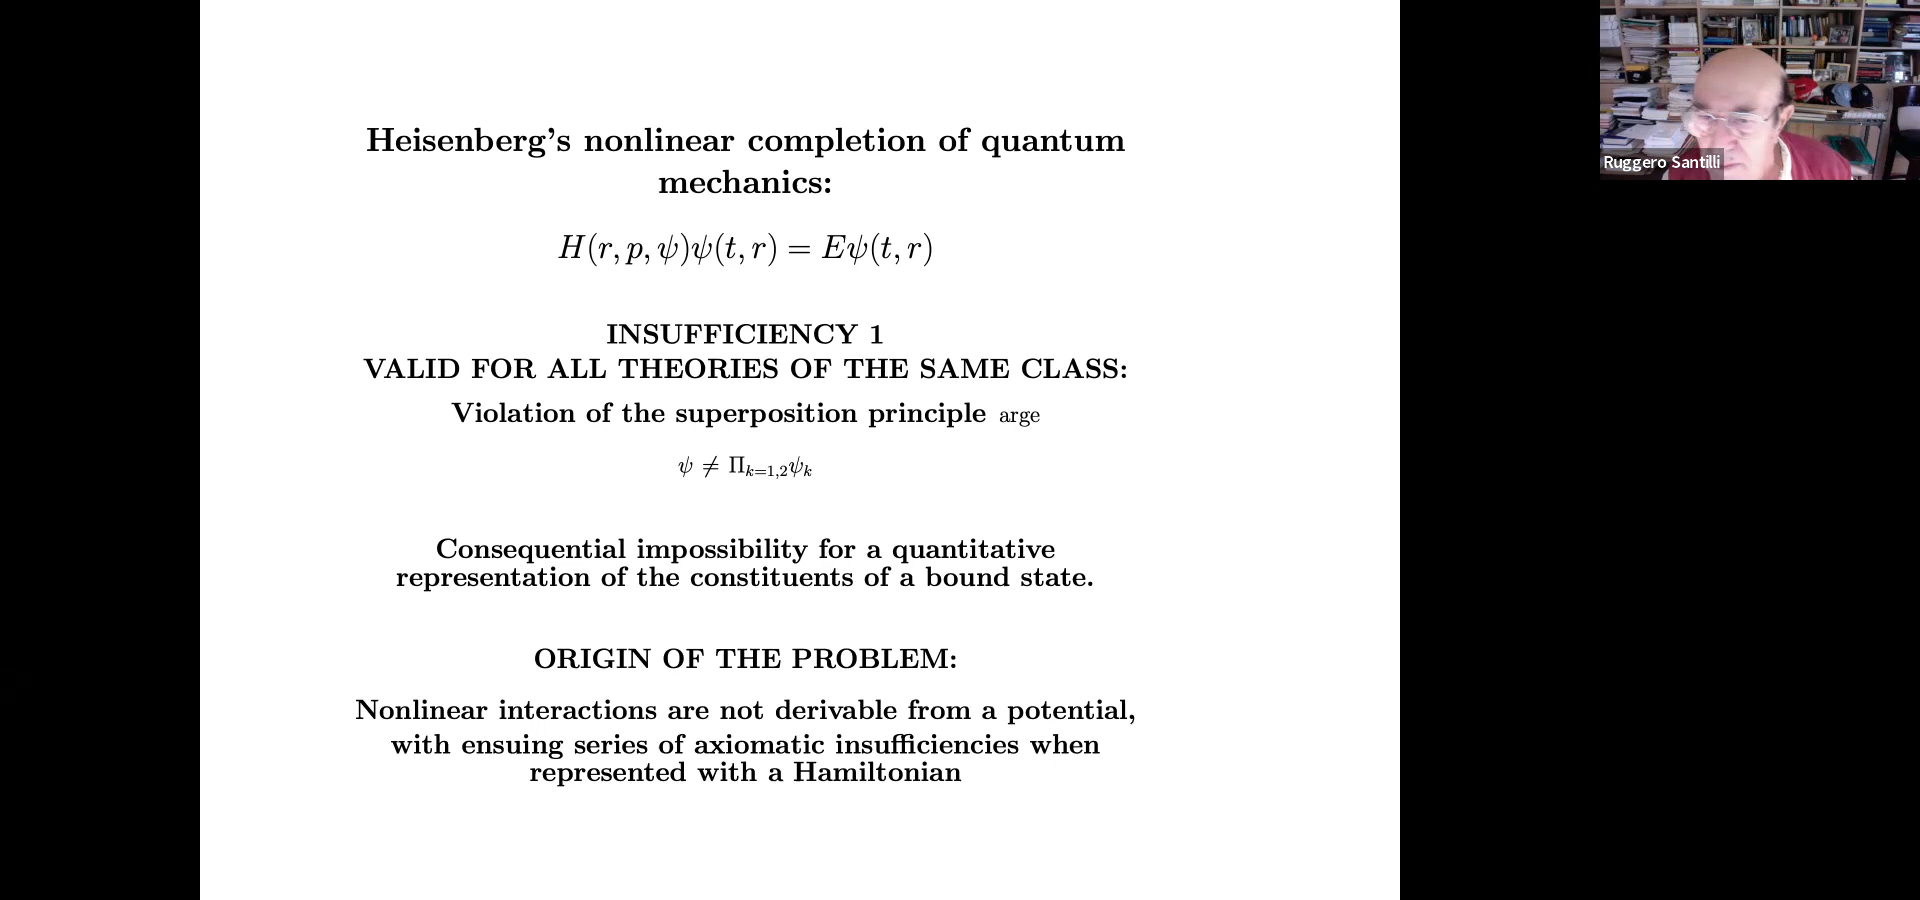 Heisenberg's nonlinear completion of quantum
mechanics:
H(r, p, ψ)ψ(t, r) = Eψ(t, r)
INSUFFICIENCY 1
VALID FOR ALL THEORIES OF THE SAME CLASS:
Violation of the superposition principle arge
ψ ≠ Π_{k=1,2}ψ_k
Consequential impossibility for a quantitative
representation of the constituents of a bound state.
ORIGIN OF THE PROBLEM:
Nonlinear interactions are not derivable from a potential,
with ensuing series of axiomatic insufficiencies when
represented with a Hamiltonian
Ruggero Santilli